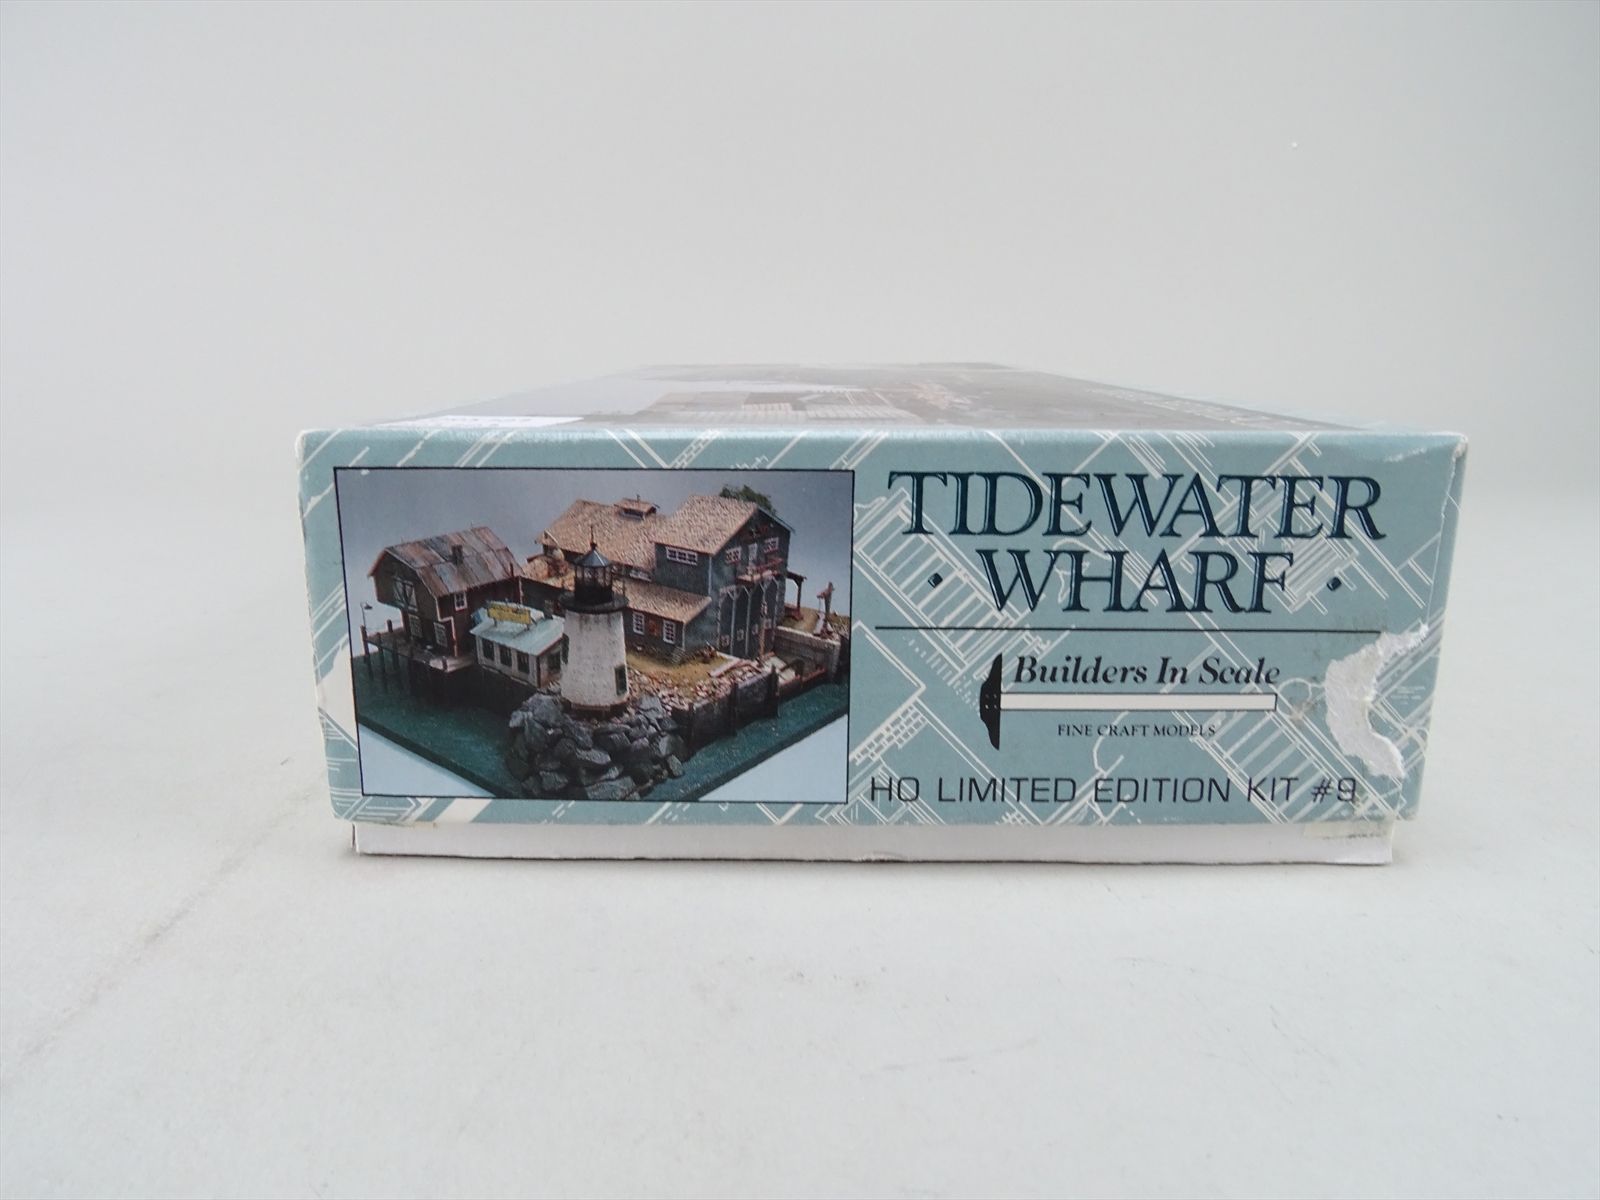 TIDEWATER
· WHARF ·
Builders In Scale
FINE CRAFT MODELS
HO LIMITED EDITION KIT #9